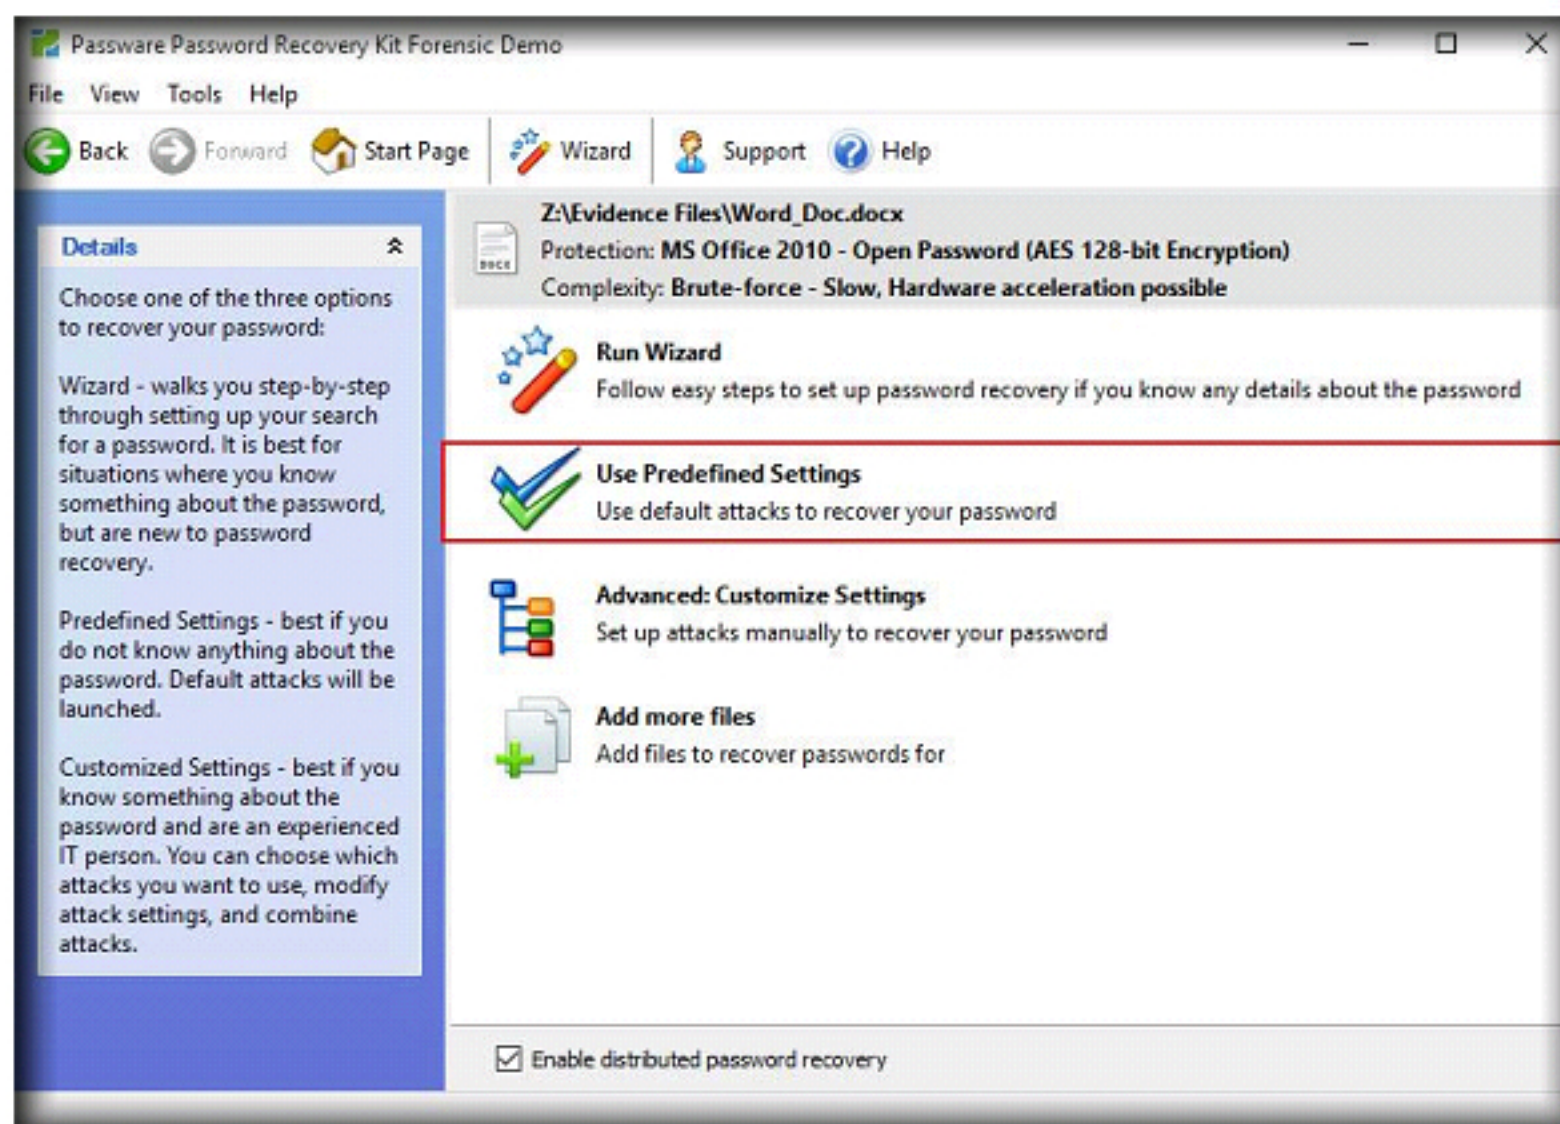 Passware Password Recovery Kit Forensic Demo
File View Tools Help
Back Forward Start Page Wizard Support Help
Details
Choose one of the three options
to recover your password:
Wizard - walks you step-by-step
through setting up your search
for a password. It is best for
situations where you know
something about the password,
but are new to password
recovery.
Predefined Settings - best if you
do not know anything about the
password. Default attacks will be
launched.
Customized Settings - best if you
know something about the
password and are an experienced
IT person. You can choose which
attacks you want to use, modify
attack settings, and combine
attacks.
DOCX
Z:\Evidence Files\Word_Doc.docx
Protection: MS Office 2010 - Open Password (AES 128-bit Encryption)
Complexity: Brute-force - Slow, Hardware acceleration possible
Run Wizard
Follow easy steps to set up password recovery if you know any details about the password
Use Predefined Settings
Use default attacks to recover your password
Advanced: Customize Settings
Set up attacks manually to recover your password
Add more files
Add files to recover passwords for
Enable distributed password recovery